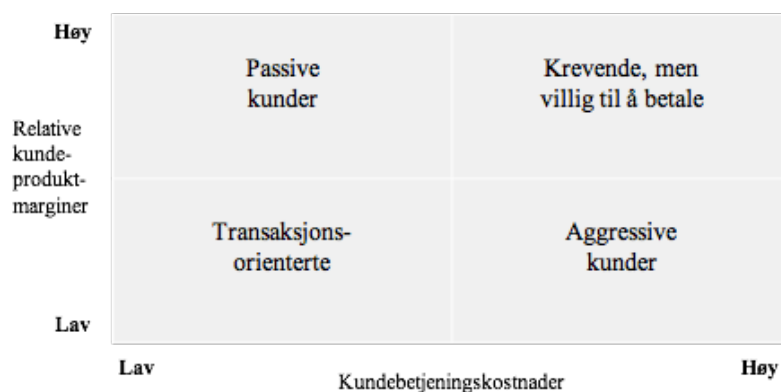 Høy
Passive
kunder
Krevende, men
villig til å betale
Relative
kunde-
produkt-
marginer
Transaksjons-
orienterte
Aggressive
kunder
Lav
Lav
Høy
Kundebetjeningskostnader